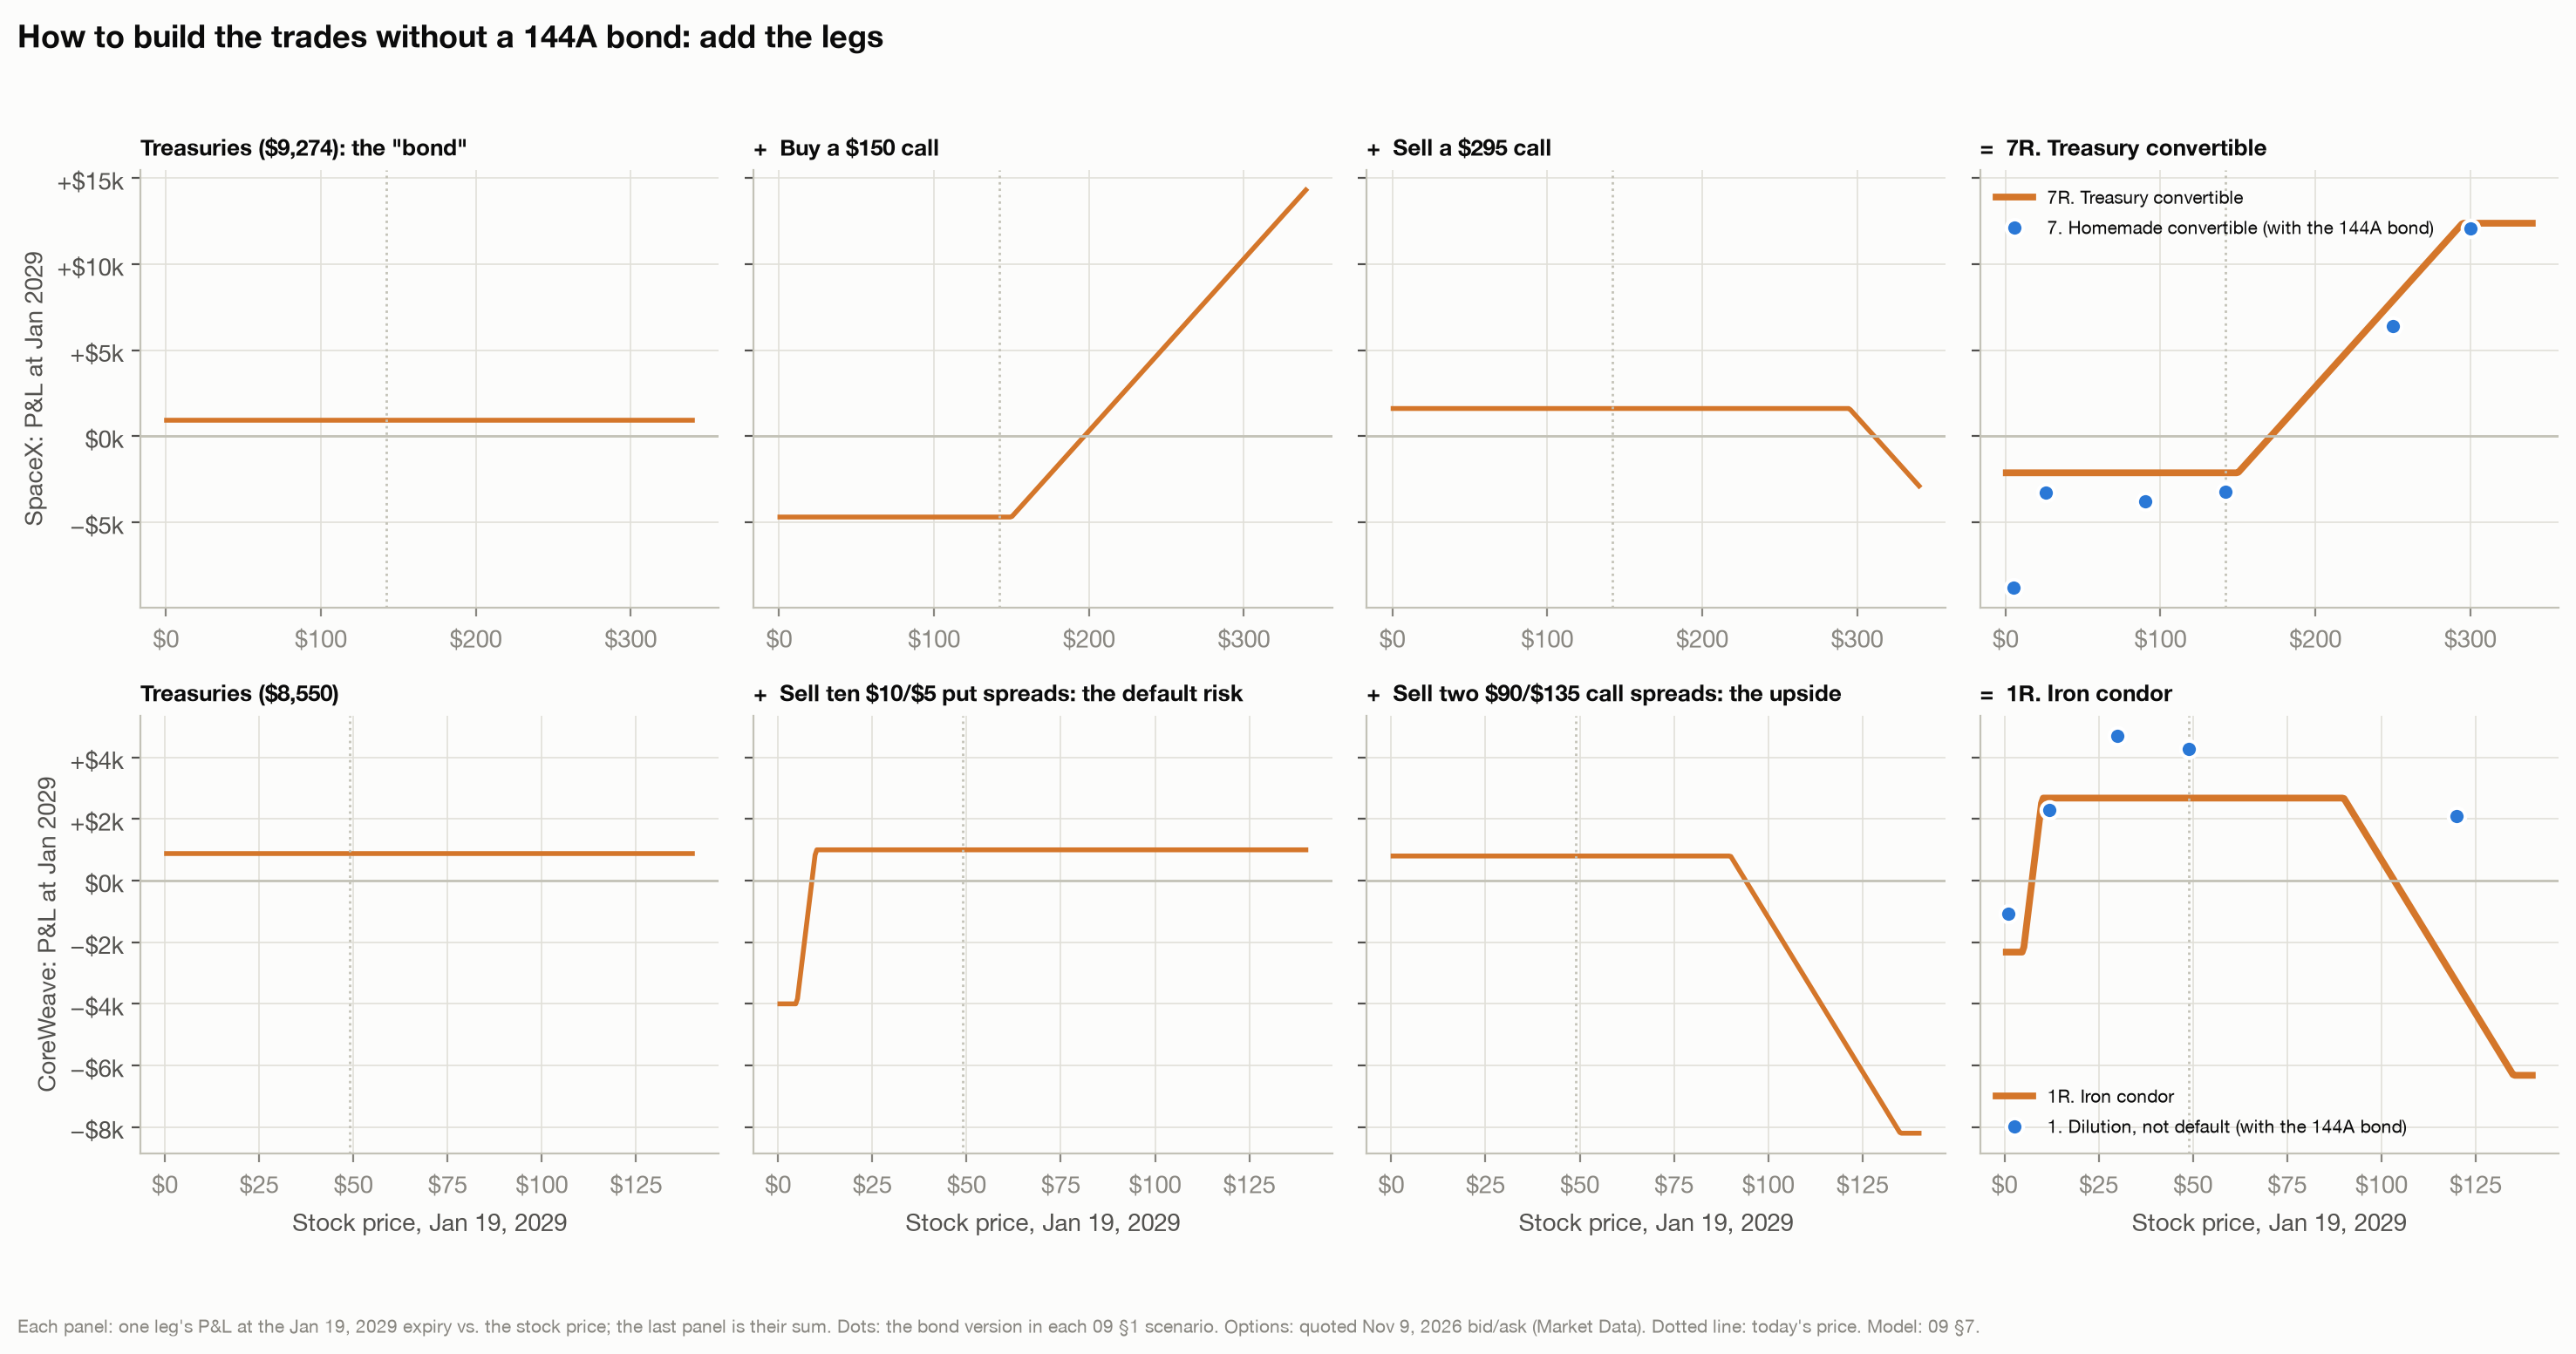 How to build the trades without a 144A bond: add the legs
Treasuries ($9,274): the "bond"
+ Buy a $150 call
+ Sell a $295 call
= 7R. Treasury convertible
SpaceX: P&L at Jan 2029
+$15k
+$10k
+$5k
$0k
−$5k
7R. Treasury convertible
7. Homemade convertible (with the 144A bond)
$0 $100 $200 $300
$0 $100 $200 $300
$0 $100 $200 $300
$0 $100 $200 $300
Treasuries ($8,550)
+ Sell ten $10/$5 put spreads: the default risk
+ Sell two $90/$135 call spreads: the upside
= 1R. Iron condor
CoreWeave: P&L at Jan 2029
+$4k
+$2k
$0k
−$2k
−$4k
−$6k
−$8k
1R. Iron condor
1. Dilution, not default (with the 144A bond)
$0 $25 $50 $75 $100 $125
$0 $25 $50 $75 $100 $125
$0 $25 $50 $75 $100 $125
$0 $25 $50 $75 $100 $125
Stock price, Jan 19, 2029
Stock price, Jan 19, 2029
Stock price, Jan 19, 2029
Stock price, Jan 19, 2029
Each panel: one leg's P&L at the Jan 19, 2029 expiry vs. the stock price; the last panel is their sum. Dots: the bond version in each 09 §1 scenario. Options: quoted Nov 9, 2026 bid/ask (Market Data). Dotted line: today's price. Model: 09 §7.